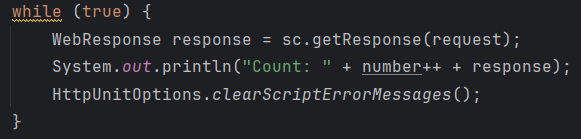 while (true) {
WebResponse response = sc.getResponse(request);
System.out.println("Count: " + number++ + response);
HttpUnitOptions.clearScriptErrorMessages();
}